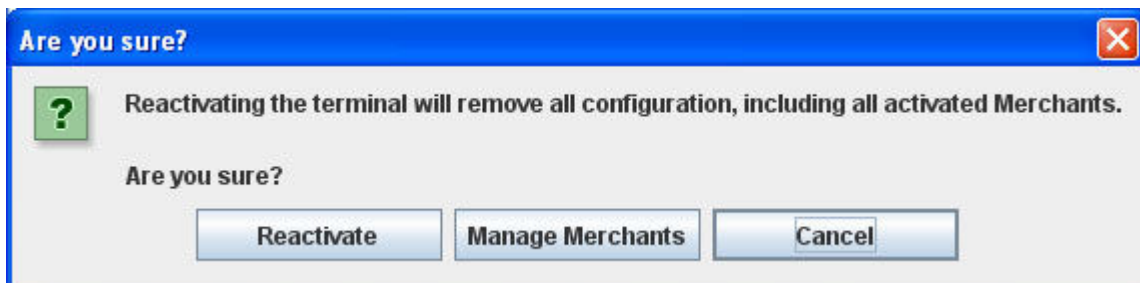 Are you sure?
Reactivating the terminal will remove all configuration, including all activated Merchants.
Are you sure?
Reactivate
Manage Merchants
Cancel